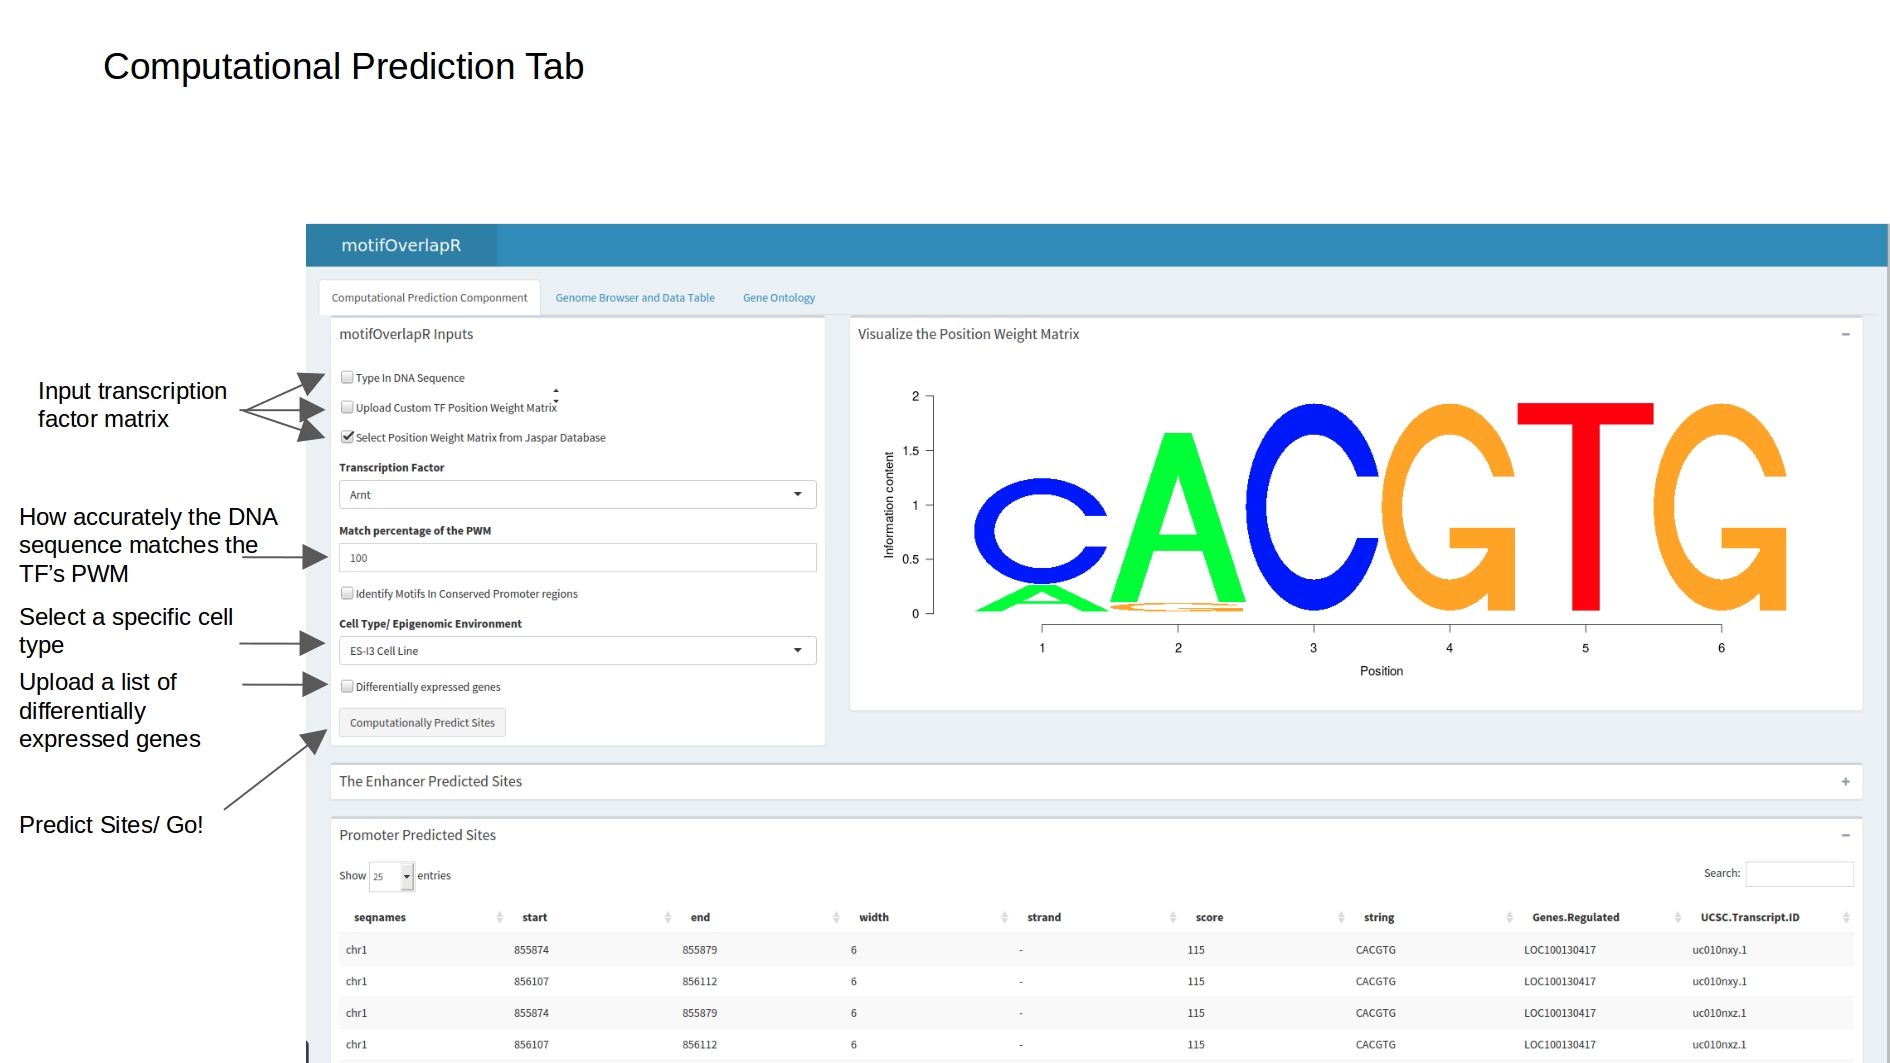 Computational Prediction Tab
motifOverlapR
Computational Prediction Componment
Genome Browser and Data Table
Gene Ontology
Input transcription
factor matrix
How accurately the DNA
sequence matches the
TF’s PWM
Select a specific cell
type
Upload a list of
differentially
expressed genes
Predict Sites/ Go!
motifOverlapR Inputs
Type In DNA Sequence
Upload Custom TF Position Weight Matrix
Select Position Weight Matrix from Jaspar Database
Transcription Factor
Arnt
Match percentage of the PWM
100
Identify Motifs In Conserved Promoter regions
Cell Type/ Epigenomic Environment
ES-I3 Cell Line
Differentially expressed genes
Computationally Predict Sites
Visualize the Position Weight Matrix
Information content
2
1.5
1
0.5
0
C A C G T G
A G
1 2 3 4 5 6
Position
The Enhancer Predicted Sites
Promoter Predicted Sites
Show 25 entries
Search:
seqnames start end width strand score string Genes.Regulated UCSC.Transcript.ID
chr1 855874 855879 6 - 115 CACGTG LOC100130417 uc010nxy.1
chr1 856107 856112 6 - 115 CACGTG LOC100130417 uc010nxy.1
chr1 855874 855879 6 - 115 CACGTG LOC100130417 uc010nxz.1
chr1 856107 856112 6 - 115 CACGTG LOC100130417 uc010nxz.1